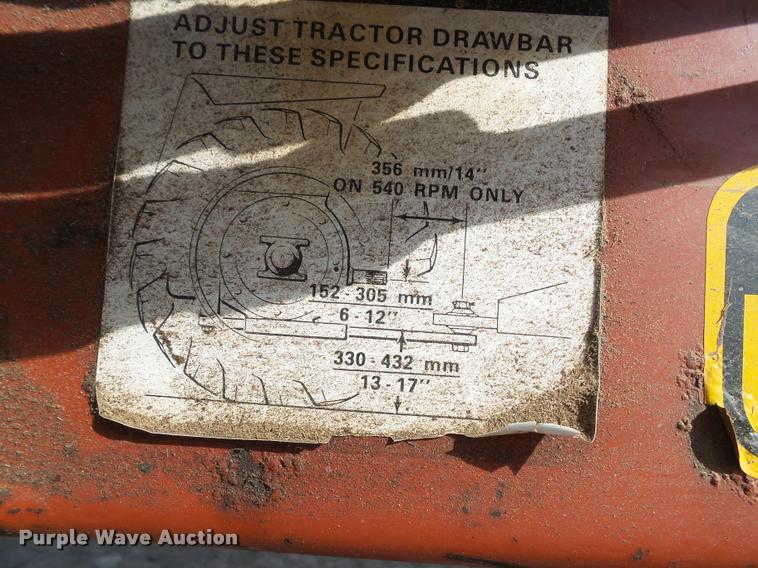 ADJUST TRACTOR DRAWBAR
TO THESE SPECIFICATIONS
356 mm/14"
ON 540 RPM ONLY
152-305 mm
6-12"
330-432 mm
13-17"
Purple Wave Auction